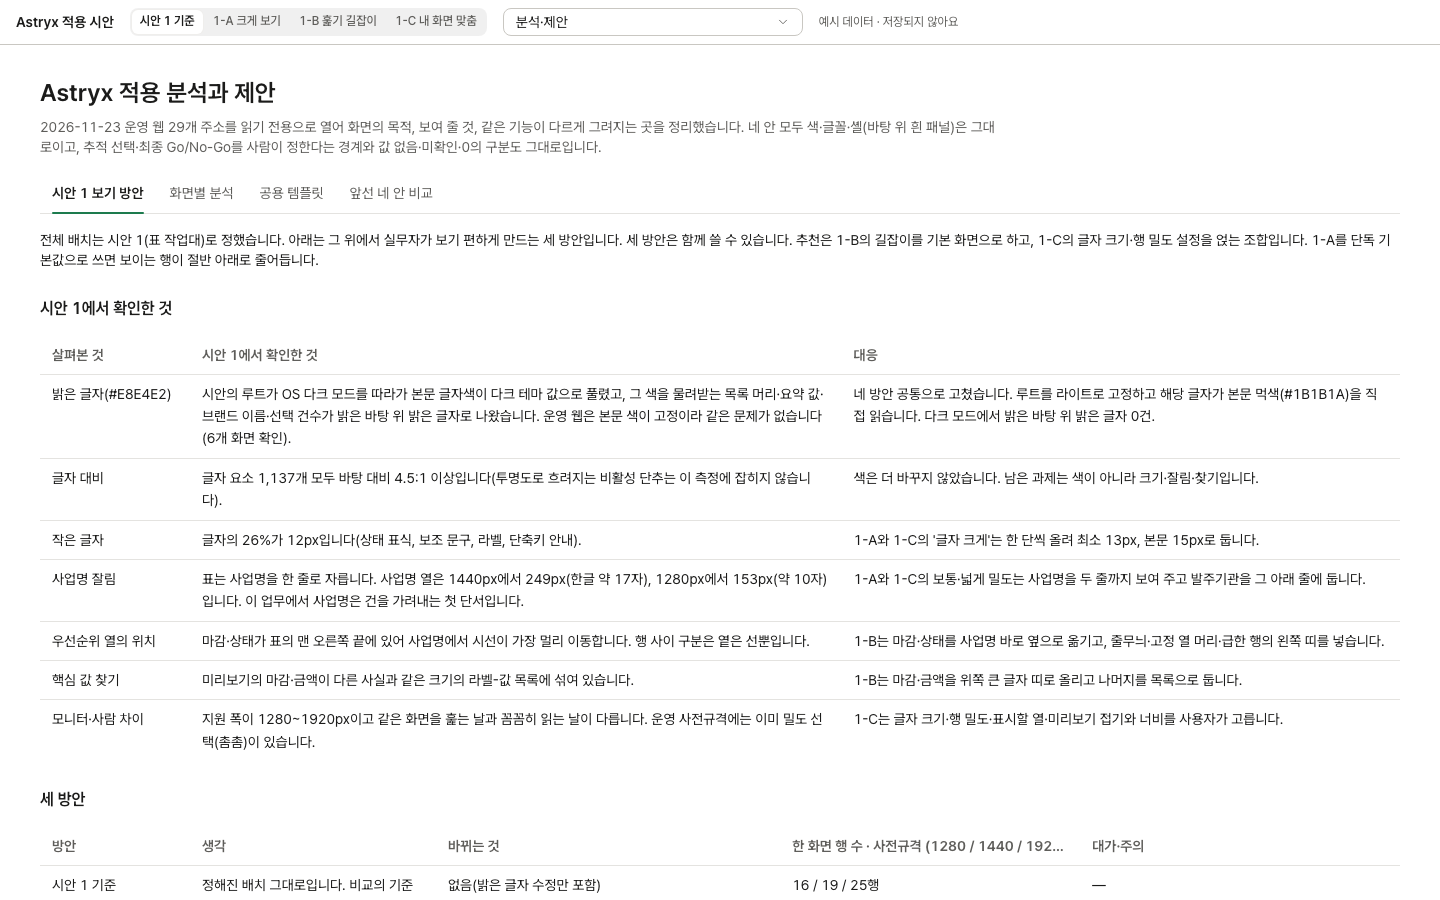 Astryx 적용 시안
시안 1 기준
1-A 크게 보기
1-B 훑기 길잡이
1-C 내 화면 맞춤
분석·제안
예시 데이터 · 저장되지 않아요
Astryx 적용 분석과 제안
2026-11-23 운영 웹 29개 주소를 읽기 전용으로 열어 화면의 목적, 보여 줄 것, 같은 기능이 다르게 그려지는 곳을 정리했습니다. 네 안 모두 색·글꼴·셸(바탕 위 흰 패널)은 그대
로이고, 추적 선택·최종 Go/No-Go를 사람이 정한다는 경계와 값 없음·미확인·0의 구분도 그대로입니다.
시안 1 보기 방안
화면별 분석
공용 템플릿
앞선 네 안 비교
전체 배치는 시안 1(표 작업대)로 정했습니다. 아래는 그 위에서 실무자가 보기 편하게 만드는 세 방안입니다. 세 방안은 함께 쓸 수 있습니다. 추천은 1-B의 길잡이를 기본 화면으로 하고, 1-C의 글자 크기·행 밀도 설정을 얹는 조합입니다. 1-A를 단독 기
본값으로 쓰면 보이는 행이 절반 아래로 줄어듭니다.
시안 1에서 확인한 것
살펴본 것
시안 1에서 확인한 것
대응
밝은 글자(#E8E4E2)
시안의 루트가 OS 다크 모드를 따라가 본문 글자색이 다크 테마 값으로 풀렸고, 그 색을 물려받는 목록 머리·요약 값·
브랜드 이름·선택 건수가 밝은 바탕 위 밝은 글자로 나왔습니다. 운영 웹은 본문 색이 고정이라 같은 문제가 없습니다
(6개 화면 확인).
네 방안 공통으로 고쳤습니다. 루트를 라이트로 고정하고 해당 글자가 본문 먹색(#1B1B1A)을 직
접 읽습니다. 다크 모드에서 밝은 바탕 위 밝은 글자 0건.
글자 대비
글자 요소 1,137개 모두 바탕 대비 4.5:1 이상입니다(투명도로 흐려지는 비활성 단추는 이 측정에 잡히지 않습니
다).
색은 더 바꾸지 않았습니다. 남은 과제는 색이 아니라 크기·잘림·찾기입니다.
작은 글자
글자의 26%가 12px입니다(상태 표식, 보조 문구, 라벨, 단축키 안내).
1-A와 1-C의 '글자 크게'는 한 단씩 올려 최소 13px, 본문 15px로 둡니다.
사업명 잘림
표는 사업명을 한 줄로 자릅니다. 사업명 열은 1440px에서 249px(한글 약 17자), 1280px에서 153px(약 10자)
입니다. 이 업무에서 사업명은 건을 가려내는 첫 단서입니다.
1-A와 1-C의 보통·넓게 밀도는 사업명을 두 줄까지 보여 주고 발주기관을 그 아래 줄에 둡니다.
우선순위 열의 위치
마감·상태가 표의 맨 오른쪽 끝에 있어 사업명에서 시선이 가장 멀리 이동합니다. 행 사이 구분은 옅은 선뿐입니다.
1-B는 마감·상태를 사업명 바로 옆으로 옮기고, 줄무늬·고정 열 머리·급한 행의 왼쪽 띠를 넣습니다.
핵심 값 찾기
미리보기의 마감·금액이 다른 사실과 같은 크기의 라벨-값 목록에 섞여 있습니다.
1-B는 마감·금액을 위쪽 큰 글자 띠로 올리고 나머지를 목록으로 둡니다.
모니터·사람 차이
지원 폭이 1280~1920px이고 같은 화면을 훑는 날과 꼼꼼히 읽는 날이 다릅니다. 운영 사전규격에는 이미 밀도 선
택(촘촘)이 있습니다.
1-C는 글자 크기·행 밀도·표시할 열·미리보기 접기와 너비를 사용자가 고릅니다.
세 방안
방안
생각
바뀌는 것
한 화면 행 수 · 사전규격 (1280 / 1440 / 192...
대가·주의
시안 1 기준
정해진 배치 그대로입니다. 비교의 기준
없음(밝은 글자 수정만 포함)
16 / 19 / 25행
—